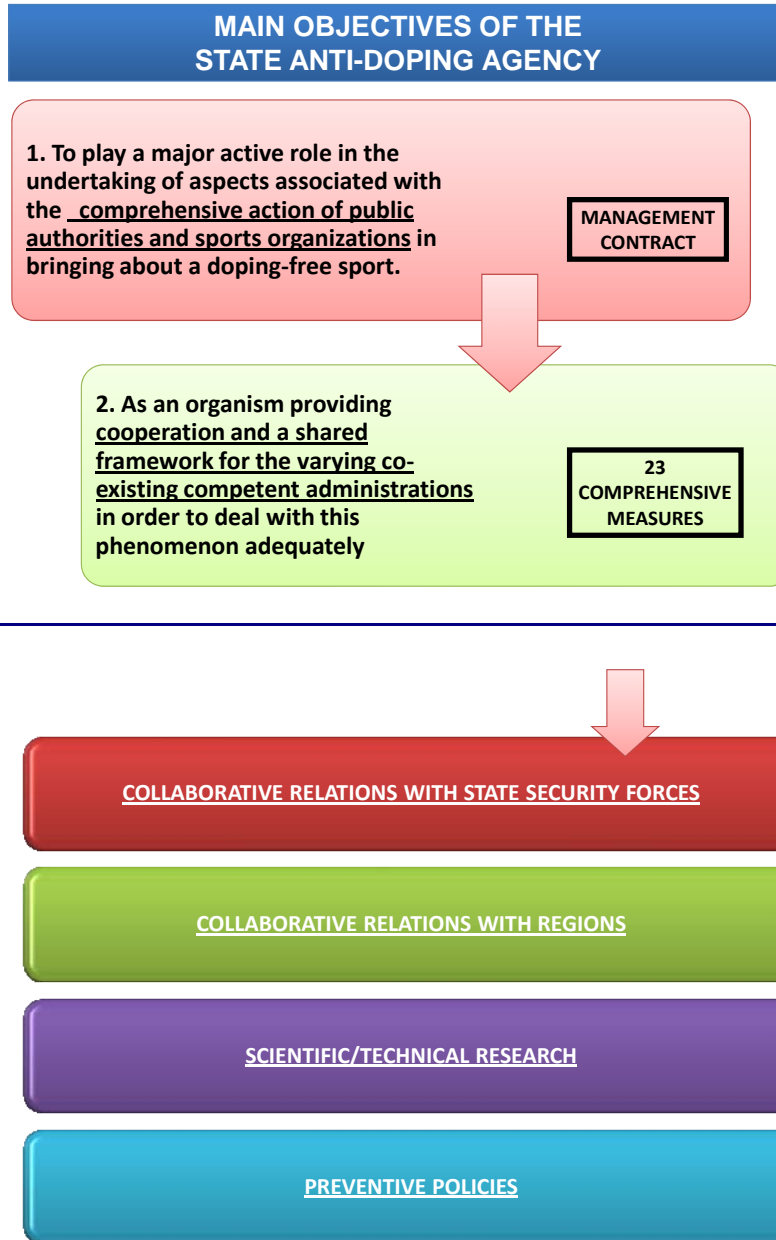 MAIN OBJECTIVES OF THE
STATE ANTI-DOPING AGENCY
1. To play a major active role in the
undertaking of aspects associated with
the comprehensive action of public
authorities and sports organizations in
bringing about a doping-free sport.
MANAGEMENT
CONTRACT
2. As an organism providing
cooperation and a shared
framework for the varying co-
existing competent administrations
in order to deal with this
phenomenon adequately
23
COMPREHENSIVE
MEASURES
COLLABORATIVE RELATIONS WITH STATE SECURITY FORCES
COLLABORATIVE RELATIONS WITH REGIONS
SCIENTIFIC/TECHNICAL RESEARCH
PREVENTIVE POLICIES